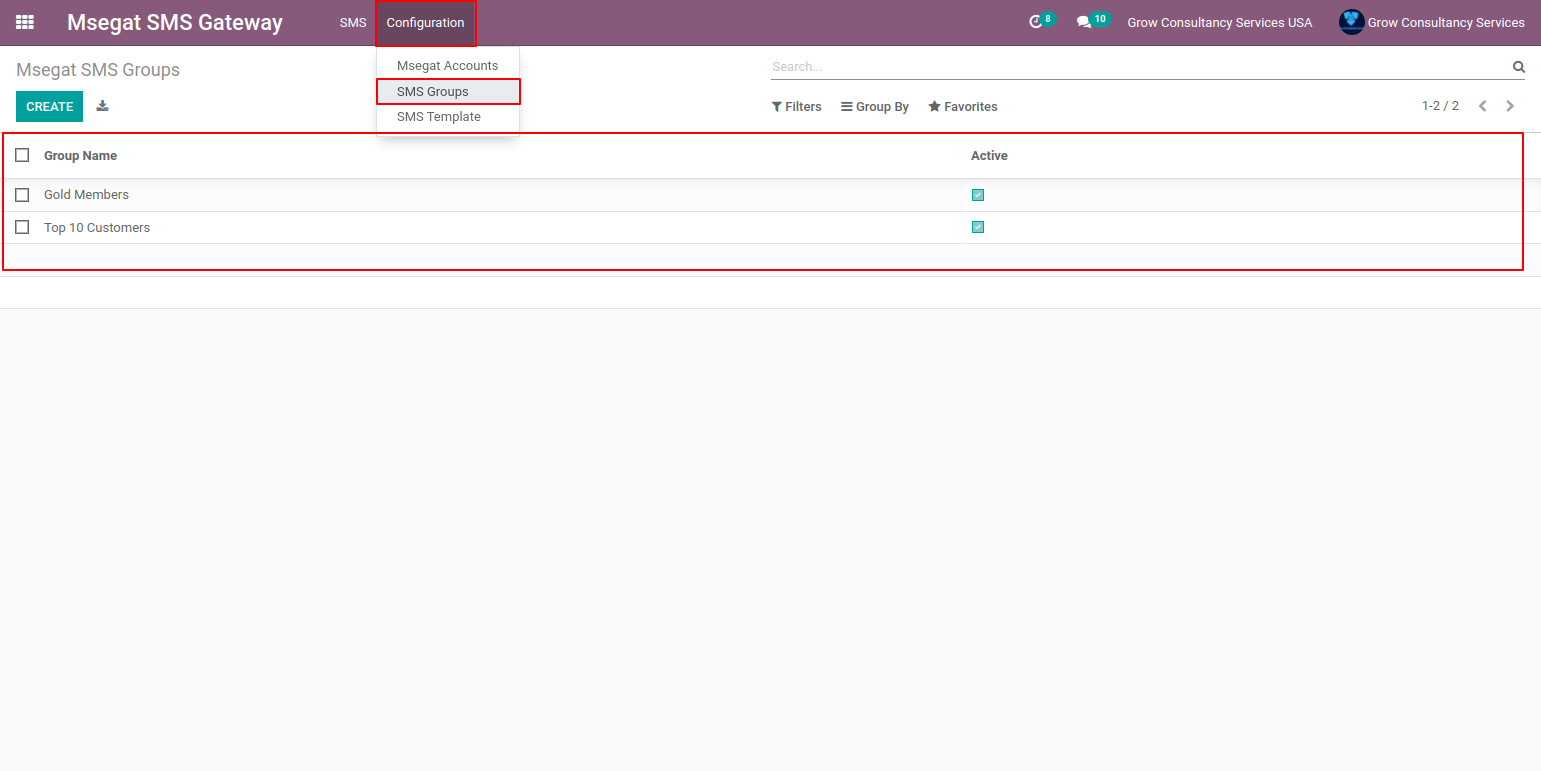 Msegat SMS Gateway SMS Configuration 8 10 Grow Consultancy Services USA Grow Consultancy Services
Msegat SMS Groups
Msegat Accounts
SMS Groups
SMS Template
Search...
CREATE
Filters Group By Favorites 1-2 / 2
Group Name Active
Gold Members
Top 10 Customers